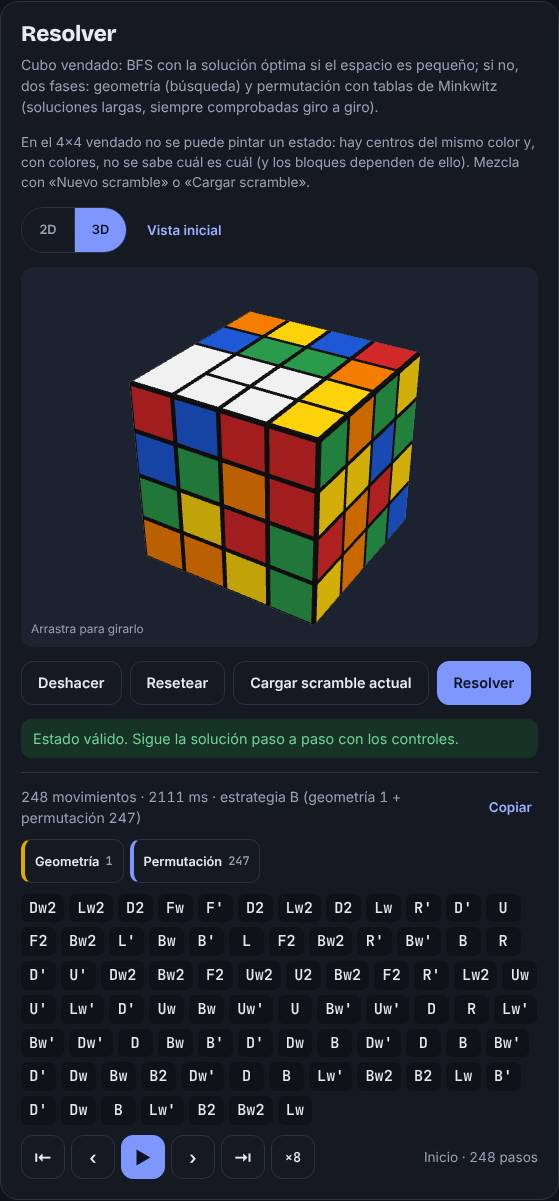 Resolver
Cubo vendado: BFS con la solución óptima si el espacio es pequeño; si no,
dos fases: geometría (búsqueda) y permutación con tablas de Minkwitz
(soluciones largas, siempre comprobadas giro a giro).
En el 4×4 vendado no se puede pintar un estado: hay centros del mismo color y,
con colores, no se sabe cuál es cuál (y los bloques dependen de ello). Mezcla
con «Nuevo scramble» o «Cargar scramble».
2D 3D Vista inicial
Arrastra para girarlo
Deshacer Resetear Cargar scramble actual Resolver
Estado válido. Sigue la solución paso a paso con los controles.
248 movimientos · 2111 ms · estrategia B (geometría 1 +
permutación 247)
Copiar
Geometría 1 Permutación 247
Dw2 Lw2 D2 Fw F' D2 Lw2 D2 Lw R' D' U
F2 Bw2 L' Bw B' L F2 Bw2 R' Bw' B R
D' U' Dw2 Bw2 F2 Uw2 U2 Bw2 F2 R' Lw2 Uw
U' Lw' D' Uw Bw Uw' U Bw' Uw' D R Lw'
Bw' Dw' D Bw B' D' Dw B Dw' D B Bw'
D' Dw Bw B2 Dw' D B Lw' Bw2 B2 Lw B'
D' Dw B Lw' B2 Bw2 Lw
×8 Inicio · 248 pasos